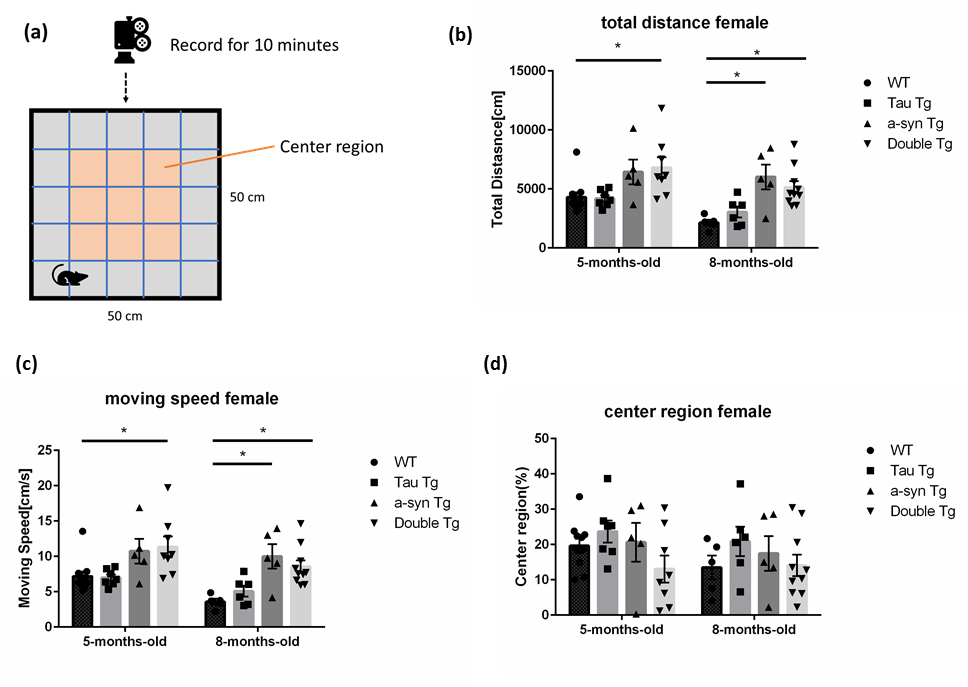 (a)
Record for 10 minutes
Center region
50 cm
50 cm
(b)
total distance female
*
*
*
Total Distasnce[cm]
15000
10000
5000
0
5-months-old
8-months-old
WT
Tau Tg
a-syn Tg
Double Tg
(c)
moving speed female
*
*
*
Moving Speed[cm/s]
25
20
15
10
5
0
5-months-old
8-months-old
WT
Tau Tg
a-syn Tg
Double Tg
(d)
center region female
Center region(%)
50
40
30
20
10
0
5-months-old
8-months-old
WT
Tau Tg
a-syn Tg
Double Tg